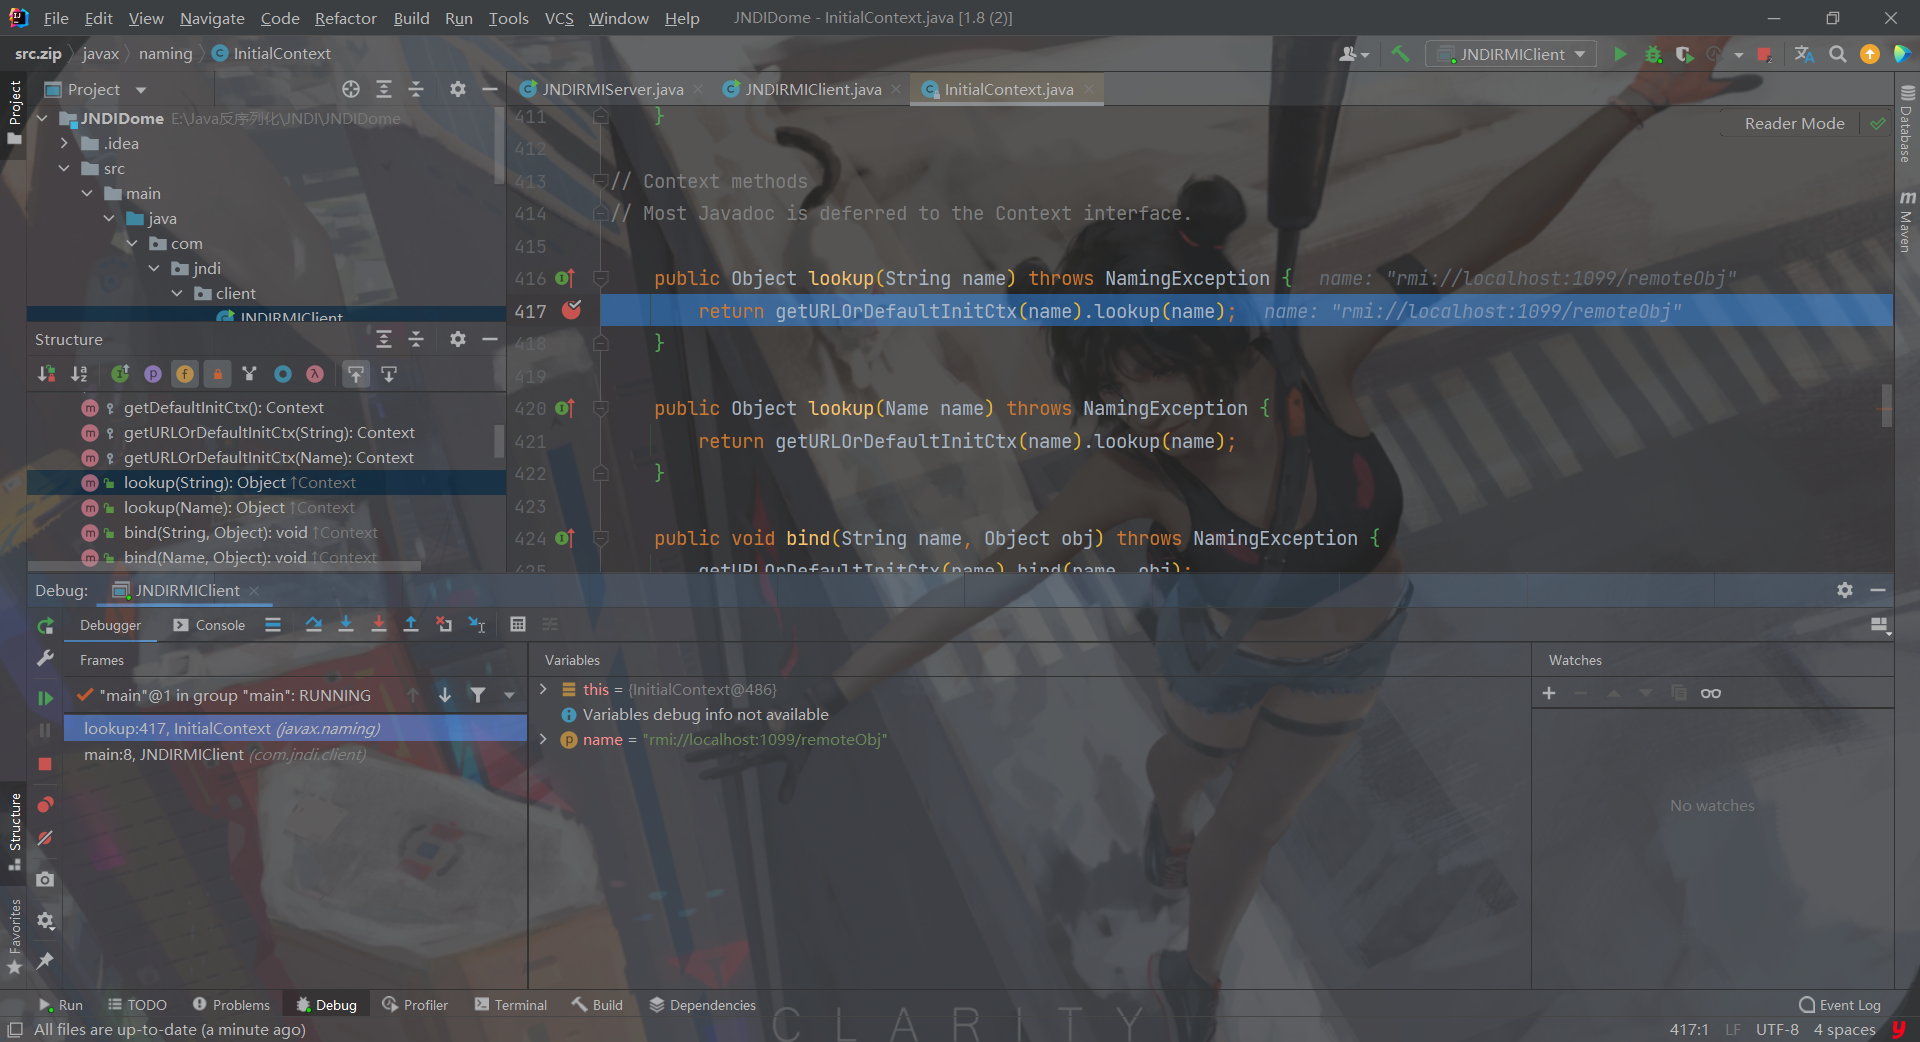 File Edit View Navigate Code Refactor Build Run Tools VCS Window Help JNDIDome - InitialContext.java [1.8 (2)]
src.zip javax naming InitialContext JNDIRMIClient
Project
JNDIRMIServer.java JNDIRMIClient.java InitialContext.java
Project
JNDIDome E:\Java反序列化\JNDI\JNDIDome
.idea
src
main
java
com
jndi
client
JNDIRMIClient
Reader Mode
Database
Maven
411 }
412
413 // Context methods
414 // Most Javadoc is deferred to the Context interface.
415
416 public Object lookup(String name) throws NamingException { name: "rmi://localhost:1099/remoteObj"
417 return getURLOrDefaultInitCtx(name).lookup(name); name: "rmi://localhost:1099/remoteObj"
418 }
419
420 public Object lookup(Name name) throws NamingException {
421 return getURLOrDefaultInitCtx(name).lookup(name);
422 }
423
424 public void bind(String name, Object obj) throws NamingException {
425 getURLOrDefaultInitCtx(name).bind(name, obj);
Structure
getDefaultInitCtx(): Context
getURLOrDefaultInitCtx(String): Context
getURLOrDefaultInitCtx(Name): Context
lookup(String): Object ↑Context
lookup(Name): Object ↑Context
bind(String, Object): void ↑Context
bind(Name, Object): void ↑Context
Debug: JNDIRMIClient
Debugger Console
Frames Variables Watches
"main"@1 in group "main": RUNNING
lookup:417, InitialContext (javax.naming)
main:8, JNDIRMIClient (com.jndi.client)
this = {InitialContext@486}
Variables debug info not available
name = "rmi://localhost:1099/remoteObj"
No watches
Structure
Favorites
Run TODO Problems Debug Profiler Terminal Build Dependencies Event Log
CLARITY
All files are up-to-date (a minute ago) 417:1 LF UTF-8 4 spaces